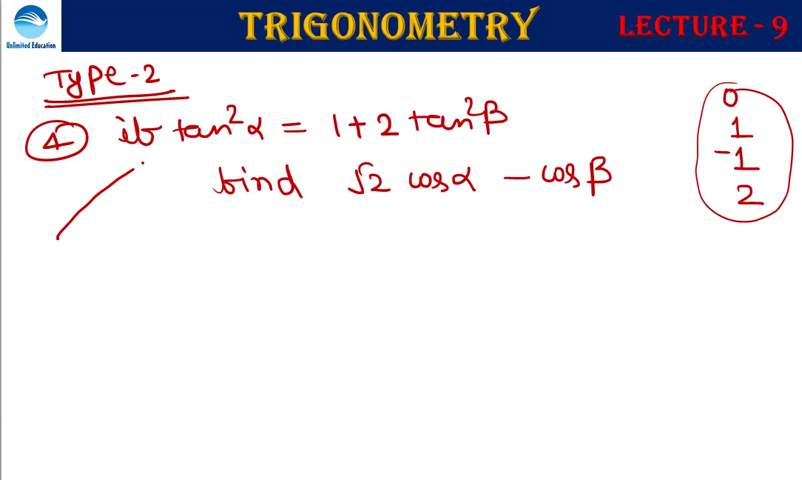 Unlimited Education
TRIGONOMETRY
LECTURE - 9
Type-2
4 if tan²α = 1 + 2 tan²β
find √2 cosα - cosβ
0
1
-1
2